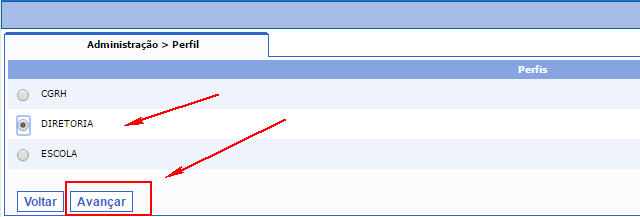 Administração > Perfil
Perfis
CGRH
DIRETORIA
ESCOLA
Voltar Avançar